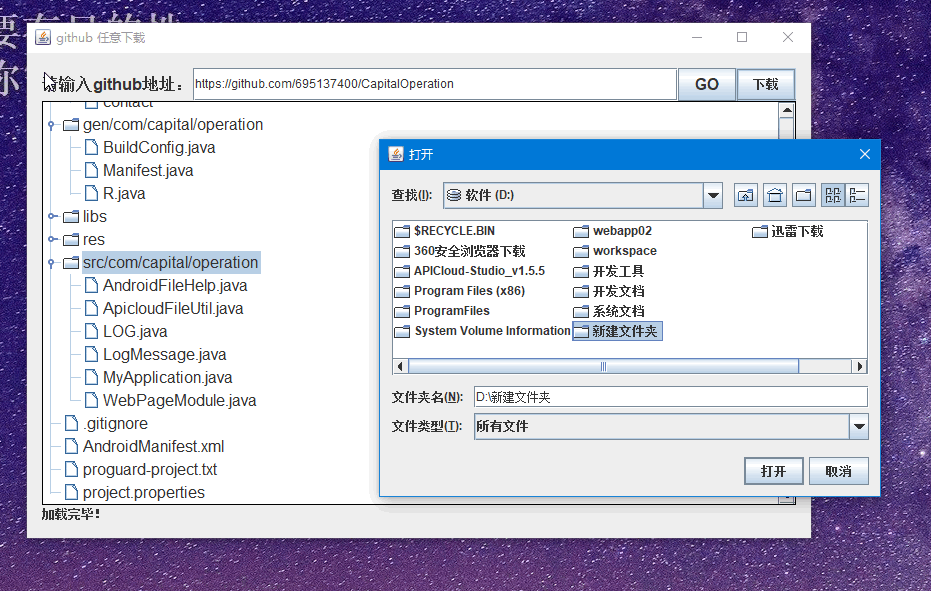 要有目的地
github 任意下载
请输入github地址：
https://github.com/695137400/CapitalOperation
GO
下载
contact
gen/com/capital/operation
BuildConfig.java
Manifest.java
R.java
libs
res
src/com/capital/operation
AndroidFileHelp.java
ApicloudFileUtil.java
LOG.java
LogMessage.java
MyApplication.java
WebPageModule.java
.gitignore
AndroidManifest.xml
proguard-project.txt
project.properties
加载完毕!
打开
查找(I):
软件 (D:)
$RECYCLE.BIN
360安全浏览器下载
APICloud-Studio_v1.5.5
Program Files (x86)
ProgramFiles
System Volume Information
webapp02
workspace
开发工具
开发文档
系统文档
新建文件夹
迅雷下载
文件夹名(N):
D:\新建文件夹
文件类型(T):
所有文件
打开
取消